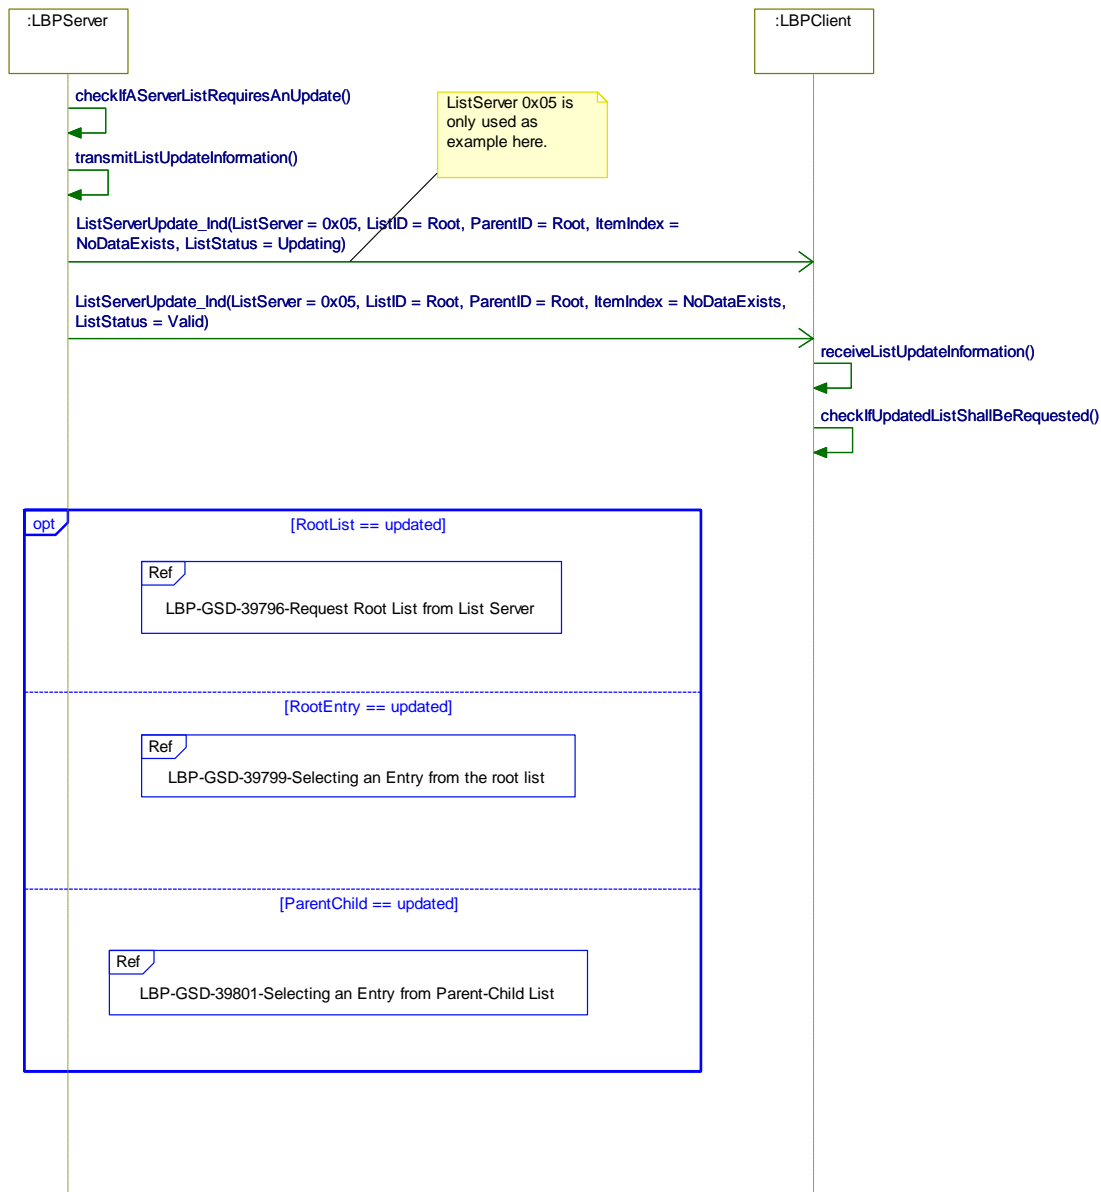 :LBPServer
:LBPClient
checkIfAServerListRequiresAnUpdate()
ListServer 0x05 is
only used as
example here.
transmitListUpdateInformation()
ListServerUpdate_Ind(ListServer = 0x05, ListID = Root, ParentID = Root, ItemIndex =
NoDataExists, ListStatus = Updating)
ListServerUpdate_Ind(ListServer = 0x05, ListID = Root, ParentID = Root, ItemIndex = NoDataExists,
ListStatus = Valid)
receiveListUpdateInformation()
checkIfUpdatedListShallBeRequested()
opt
[RootList == updated]
Ref
LBP-GSD-39796-Request Root List from List Server
[RootEntry == updated]
Ref
LBP-GSD-39799-Selecting an Entry from the root list
[ParentChild == updated]
Ref
LBP-GSD-39801-Selecting an Entry from Parent-Child List